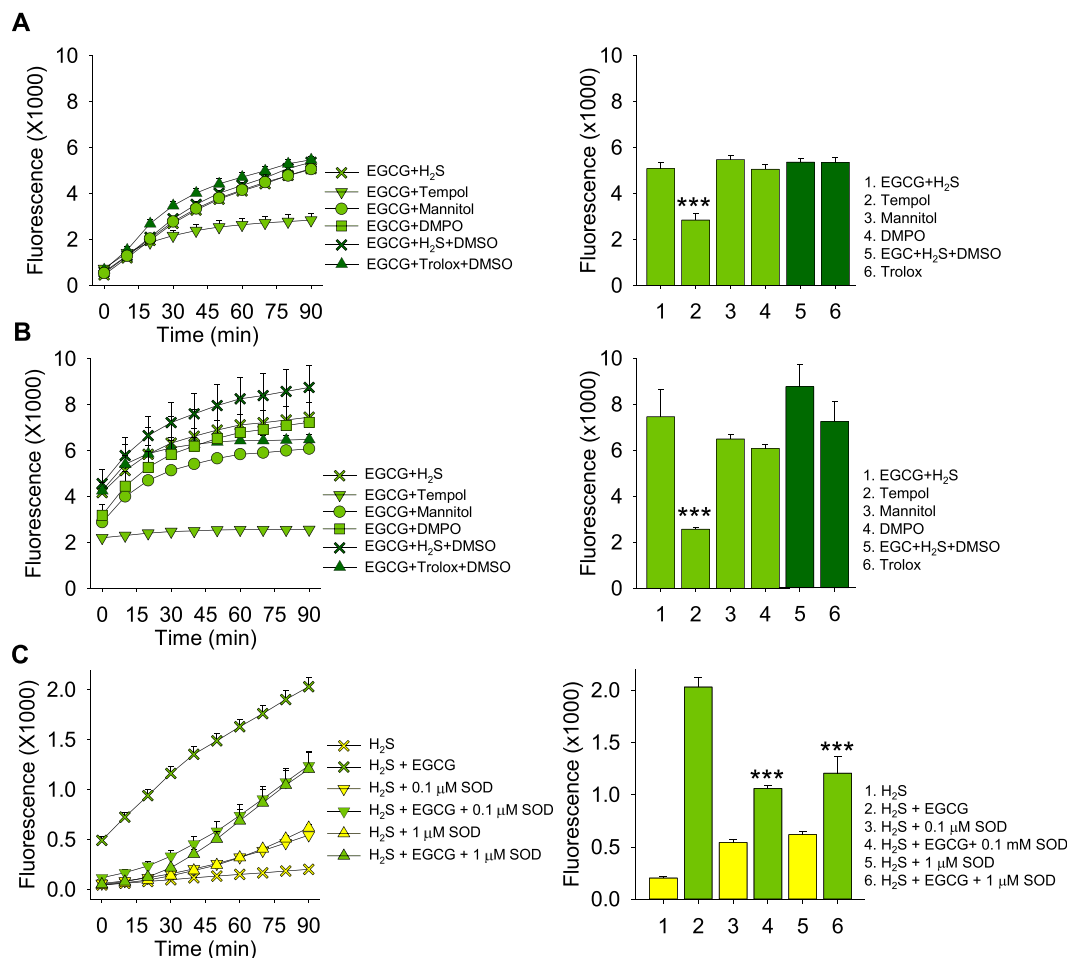 A
Fluorescence (X1000)
10
8
6
4
2
0
0 15 30 45 60 75 90
Time (min)
EGCG+H₂S
EGCG+Tempol
EGCG+Mannitol
EGCG+DMPO
EGCG+H₂S+DMSO
EGCG+Trolox+DMSO
Fluorescence (x1000)
10
8
6
4
2
0
***
1 2 3 4 5 6
1. EGCG+H₂S
2. Tempol
3. Mannitol
4. DMPO
5. EGC+H₂S+DMSO
6. Trolox
B
Fluorescence (X1000)
10
8
6
4
2
0
0 15 30 45 60 75 90
Time (min)
EGCG+H₂S
EGCG+Tempol
EGCG+Mannitol
EGCG+DMPO
EGCG+H₂S+DMSO
EGCG+Trolox+DMSO
Fluorescence (x1000)
10
8
6
4
2
0
***
1 2 3 4 5 6
1. EGCG+H₂S
2. Tempol
3. Mannitol
4. DMPO
5. EGC+H₂S+DMSO
6. Trolox
C
Fluorescence (X1000)
2.0
1.5
1.0
0.5
0.0
0 15 30 45 60 75 90
Time (min)
H₂S
H₂S + EGCG
H₂S + 0.1 μM SOD
H₂S + EGCG + 0.1 μM SOD
H₂S + 1 μM SOD
H₂S + EGCG + 1 μM SOD
Fluorescence (x1000)
2.0
1.5
1.0
0.5
0.0
*** ***
1 2 3 4 5 6
1. H₂S
2. H₂S + EGCG
3. H₂S + 0.1 μM SOD
4. H₂S + EGCG+ 0.1 mM SOD
5. H₂S + 1 μM SOD
6. H₂S + EGCG + 1 μM SOD